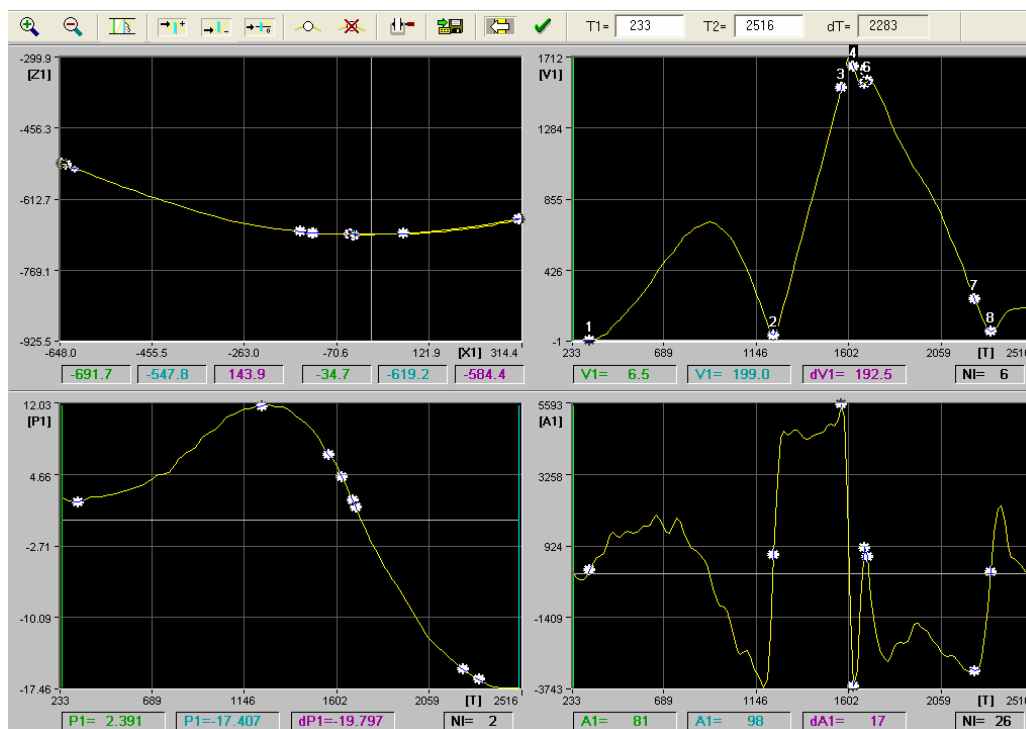 T1= 233 T2= 2516 dT= 2283
-299.9
[Z1]
-456.3
-612.7
-769.1
-925.5
-648.0 -455.5 -263.0 -70.6 121.9 [X1] 314.4
-691.7 -547.8 143.9 -34.7 -619.2 -584.4
1712
[V1]
1284
855
426
-1
1 2 3 4 6 7 8
233 689 1146 1602 2059 [T] 2516
V1= 6.5 V1= 199.0 dV1= 192.5 NI= 6
12.03
[P1]
4.66
-2.71
-10.09
-17.46
233 689 1146 1602 2059 [T] 2516
P1= 2.391 P1=-17.407 dP1=-19.797 NI= 2
5593
[A1]
3258
924
-1409
-3743
233 689 1146 1602 2059 [T]
A1= 81 A1= 98 dA1= 17 NI= 26